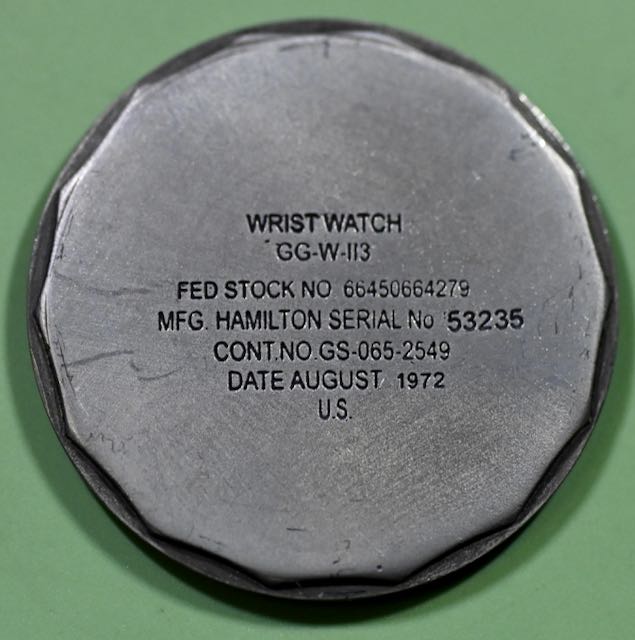 WRIST WATCH
GG-W-113
FED STOCK NO 66450664279
MFG. HAMILTON SERIAL No 53235
CONT.NO.GS-065-2549
DATE AUGUST 1972
U.S.